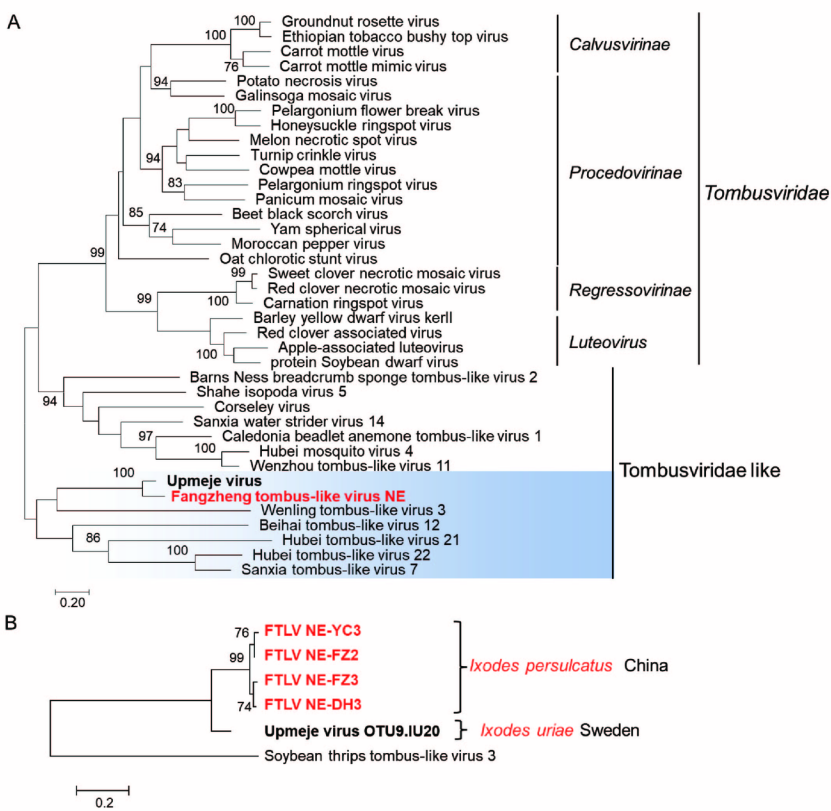 A
100
Groundnut rosette virus
100
Ethiopian tobacco bushy top virus
Calvusvirinae
Carrot mottle virus
76
Carrot mottle mimic virus
94
Potato necrosis virus
Galinsoga mosaic virus
100
Pelargonium flower break virus
Honeysuckle ringspot virus
Melon necrotic spot virus
94
Turnip crinkle virus
Cowpea mottle virus
Procedovirinae
83
Pelargonium ringspot virus
Panicum mosaic virus
Tombusviridae
85
Beet black scorch virus
74
Yam spherical virus
Moroccan pepper virus
99
Oat chlorotic stunt virus
99
Sweet clover necrotic mosaic virus
99
Red clover necrotic mosaic virus
Regressovirinae
100
Carnation ringspot virus
Barley yellow dwarf virus kerII
Red clover associated virus
Luteovirus
100
Apple-associated luteovirus
protein Soybean dwarf virus
Barns Ness breadcrumb sponge tombus-like virus 2
94
Shahe isopoda virus 5
Corseley virus
Sanxia water strider virus 14
97
Caledonia beadlet anemone tombus-like virus 1
100
Hubei mosquito virus 4
Wenzhou tombus-like virus 11
Tombusviridae like
100
Upmeje virus
Fangzheng tombus-like virus NE
Wenling tombus-like virus 3
Beihai tombus-like virus 12
86
Hubei tombus-like virus 21
100
Hubei tombus-like virus 22
Sanxia tombus-like virus 7
0.20
B
76
FTLV NE-YC3
99
FTLV NE-FZ2
Ixodes persulcatus China
FTLV NE-FZ3
74
FTLV NE-DH3
Upmeje virus OTU9.IU20
Ixodes uriae Sweden
Soybean thrips tombus-like virus 3
0.2